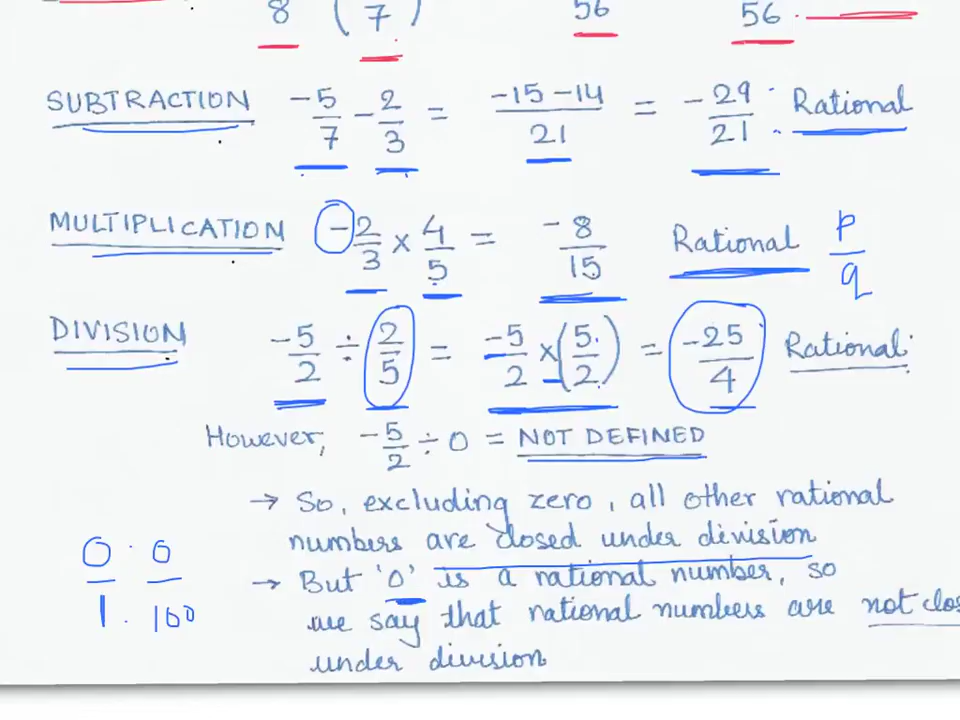 8 ( 7 ) 56 56
SUBTRACTION -5/7 - 2/3 = -15-14/21 = -29/21 Rational
MULTIPLICATION -2/3 × 4/5 = -8/15 Rational p/q
DIVISION -5/2 ÷ 2/5 = -5/2 × (5/2) = -25/4 Rational
However, -5/2 ÷ 0 = NOT DEFINED
→ So, excluding zero, all other rational
numbers are closed under division
0/1 0/100
→ But '0' is a rational number, so
we say that rational numbers are not clos
under division